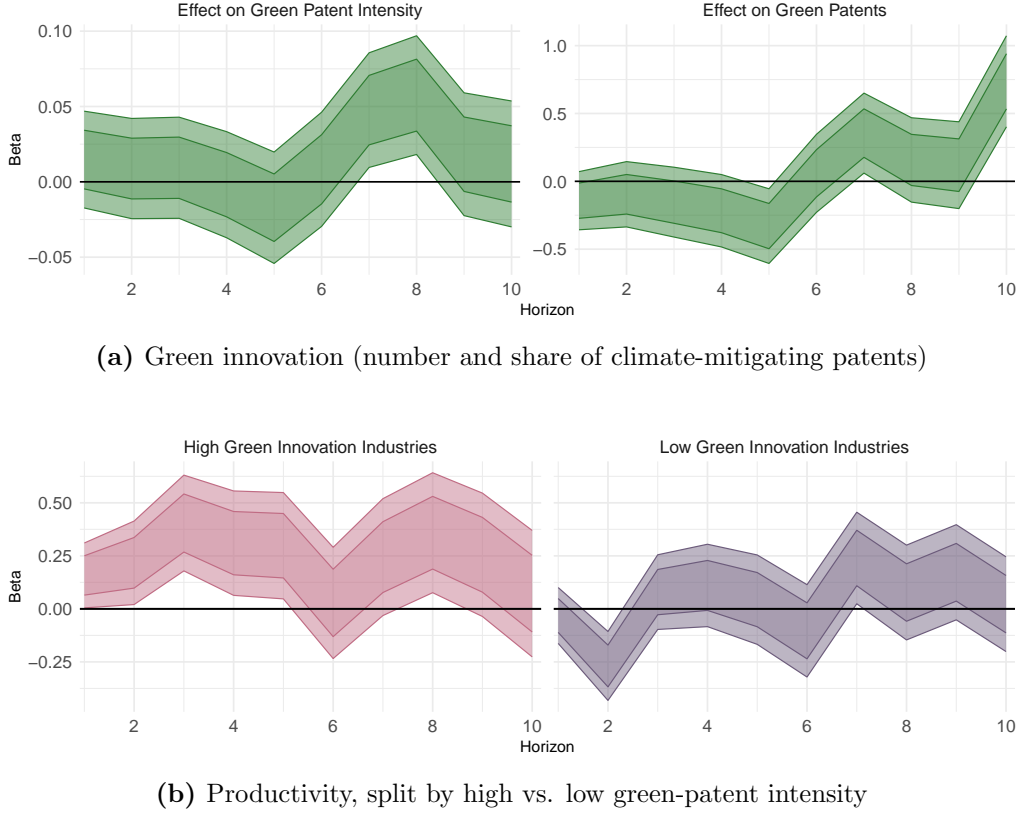 Effect on Green Patent Intensity
Effect on Green Patents
0.10
0.05
0.00
−0.05
Beta
1.0
0.5
0.0
−0.5
2 4 6 8 10
2 4 6 8 10
Horizon
(a) Green innovation (number and share of climate-mitigating patents)
High Green Innovation Industries
Low Green Innovation Industries
0.50
0.25
0.00
−0.25
Beta
2 4 6 8 10
2 4 6 8 10
Horizon
(b) Productivity, split by high vs. low green-patent intensity